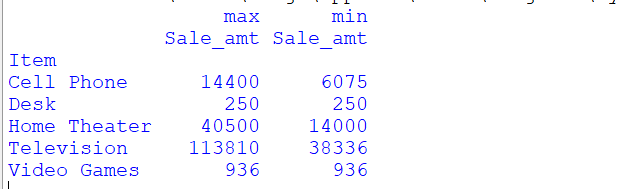 max min
Sale_amt Sale_amt
Item
Cell Phone 14400 6075
Desk 250 250
Home Theater 40500 14000
Television 113810 38336
Video Games 936 936